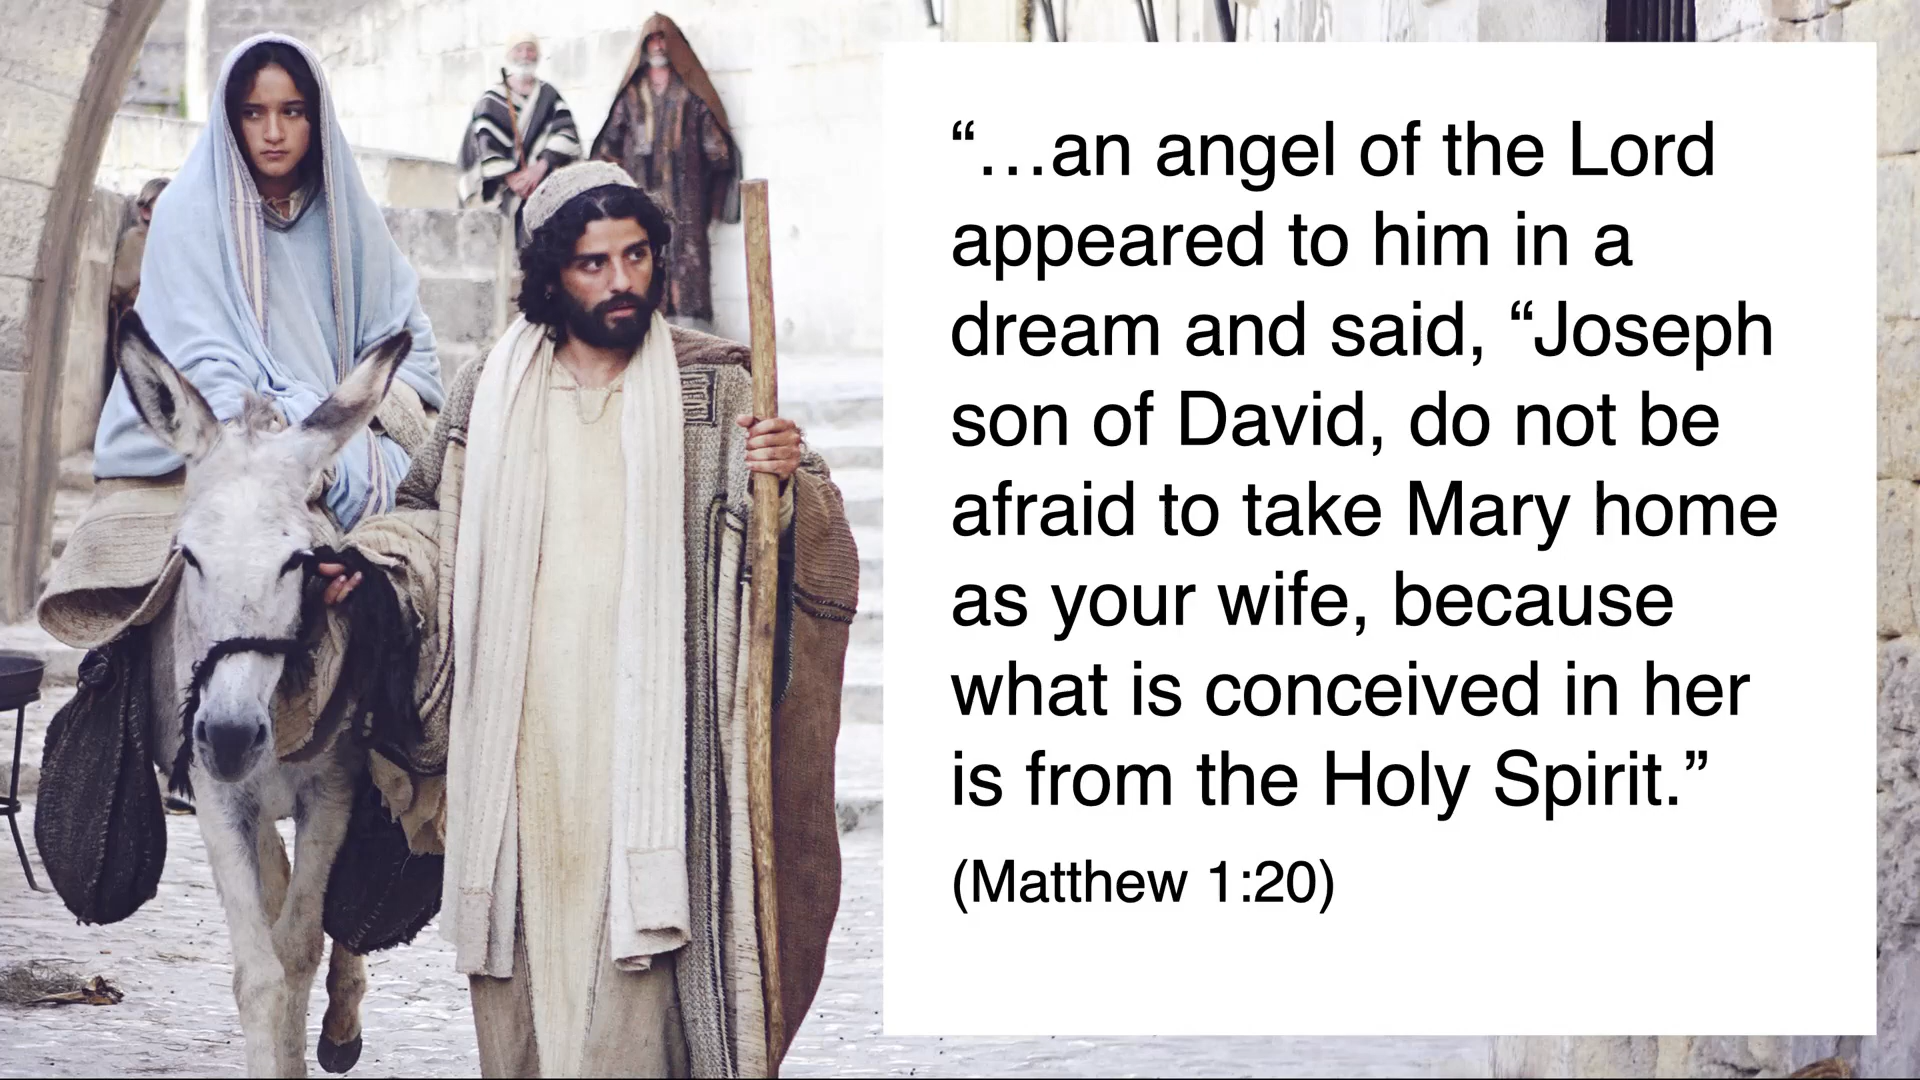 “…an angel of the Lord
appeared to him in a
dream and said, “Joseph
son of David, do not be
afraid to take Mary home
as your wife, because
what is conceived in her
is from the Holy Spirit.”
(Matthew 1:20)